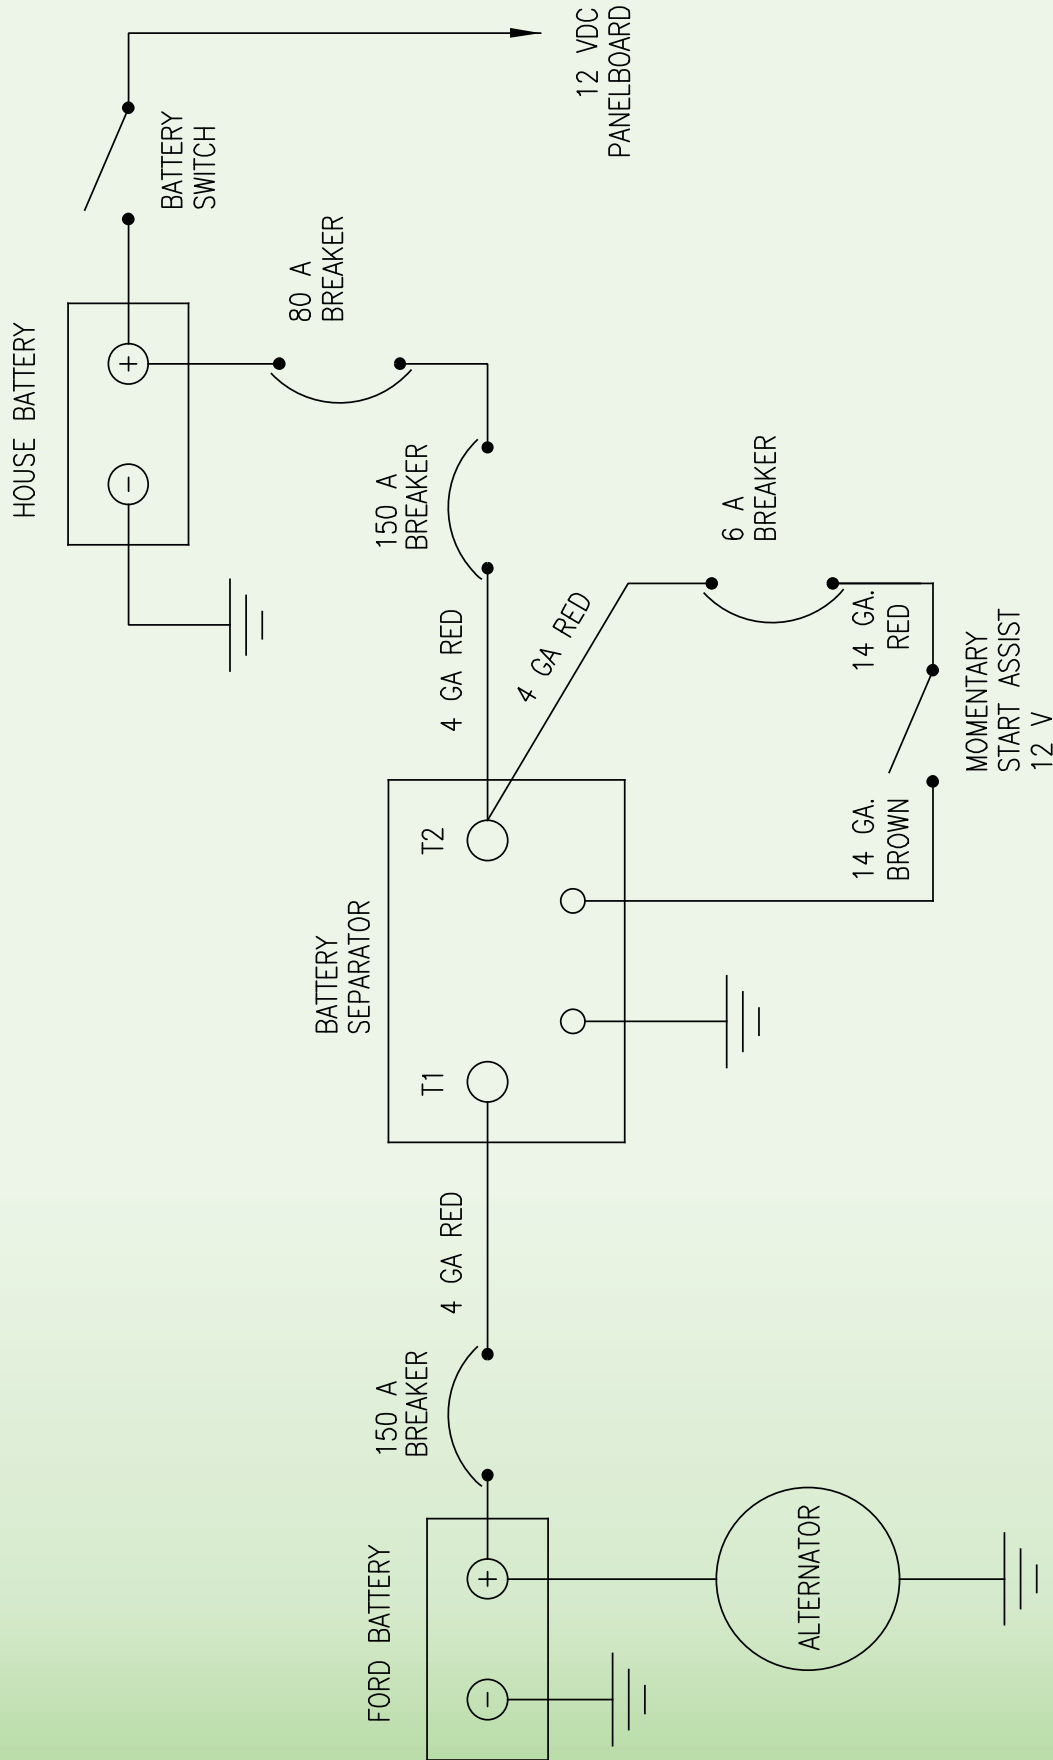 HOUSE BATTERY
-
+
BATTERY
SWITCH
80 A
BREAKER
12 VDC
PANELBOARD
FORD BATTERY
-
+
150 A
BREAKER
4 GA RED
BATTERY
SEPARATOR
T1
T2
4 GA RED
150 A
BREAKER
4 GA RED
6 A
BREAKER
ALTERNATOR
14 GA.
BROWN
14 GA.
RED
MOMENTARY
START ASSIST
12 V